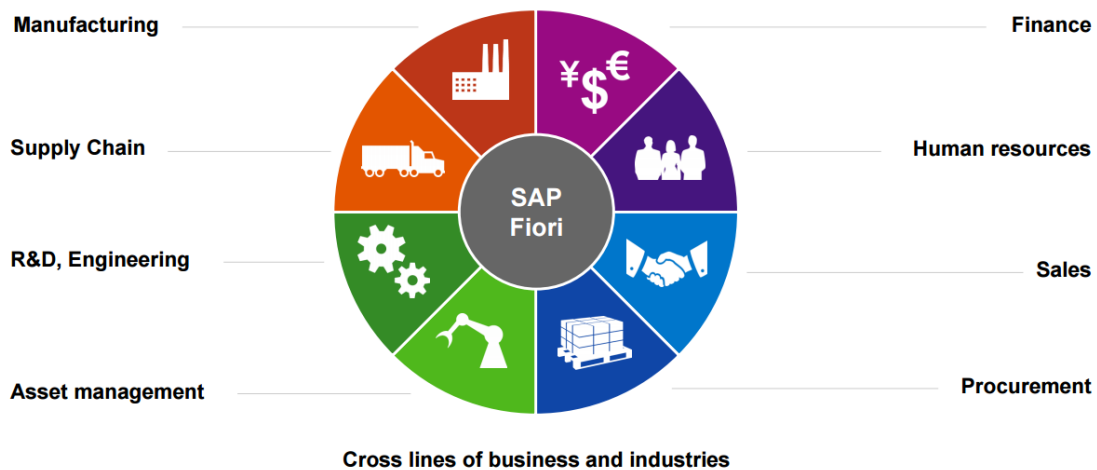 Manufacturing
Finance
¥$€
Supply Chain
Human resources
SAP
Fiori
R&D, Engineering
Sales
Asset management
Procurement
Cross lines of business and industries